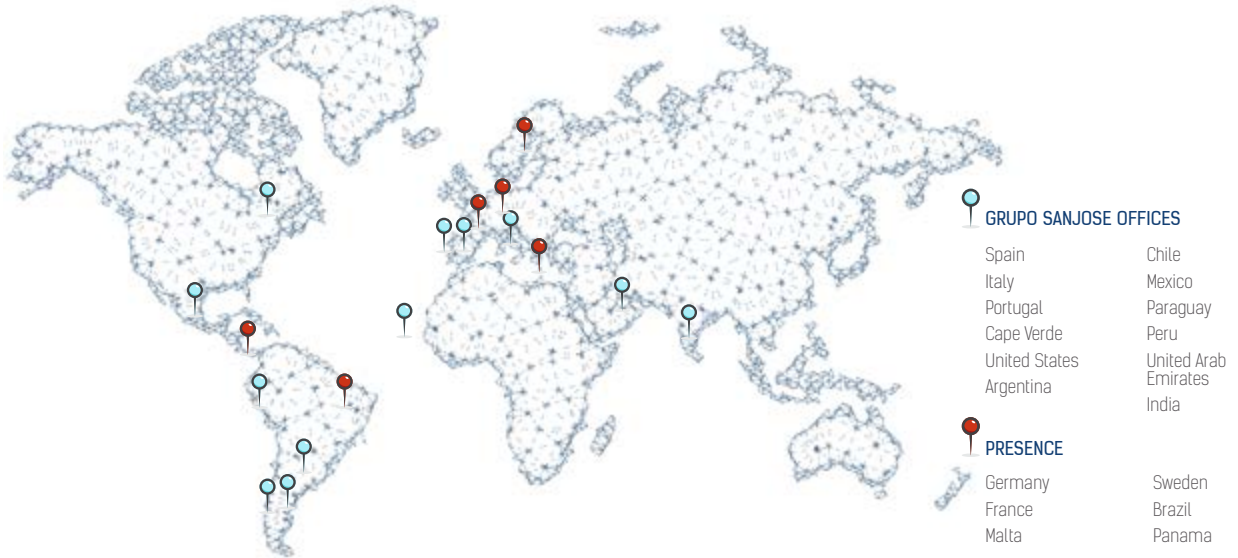 GRUPO SANJOSE OFFICES
Spain
Italy
Portugal
Cape Verde
United States
Argentina
Chile
Mexico
Paraguay
Peru
United Arab
Emirates
India
PRESENCE
Germany
France
Malta
Sweden
Brazil
Panama